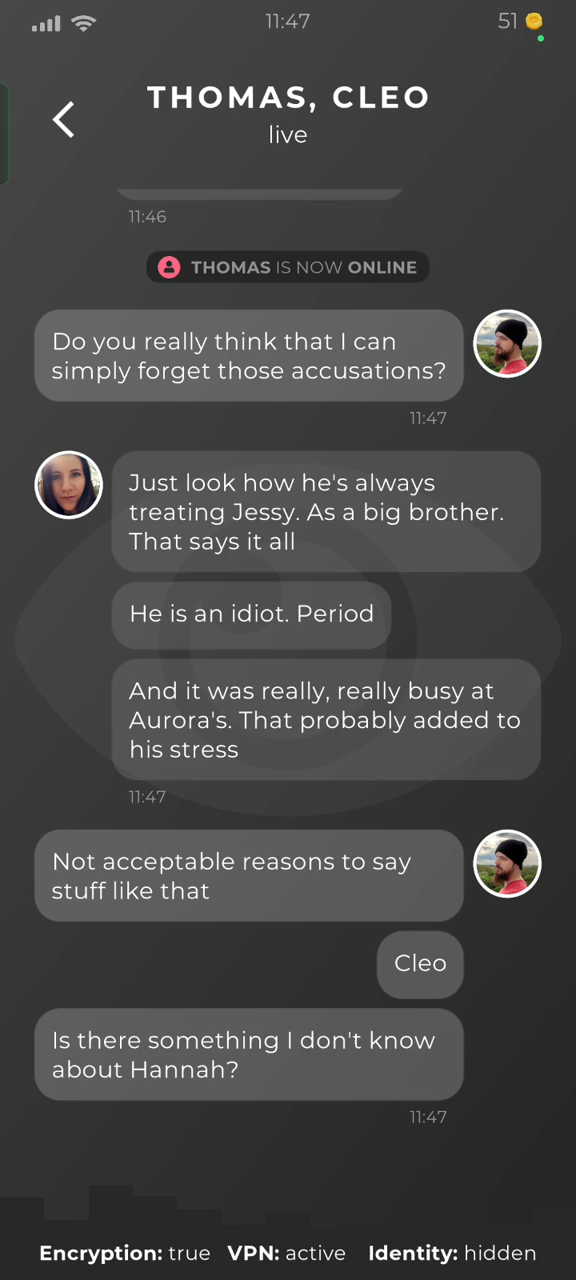 11:47
51
THOMAS, CLEO
live
11:46
THOMAS IS NOW ONLINE
Do you really think that I can
simply forget those accusations?
11:47
Just look how he's always
treating Jessy. As a big brother.
That says it all
He is an idiot. Period
And it was really, really busy at
Aurora's. That probably added to
his stress
11:47
Not acceptable reasons to say
stuff like that
Cleo
Is there something I don't know
about Hannah?
11:47
Encryption: true VPN: active Identity: hidden